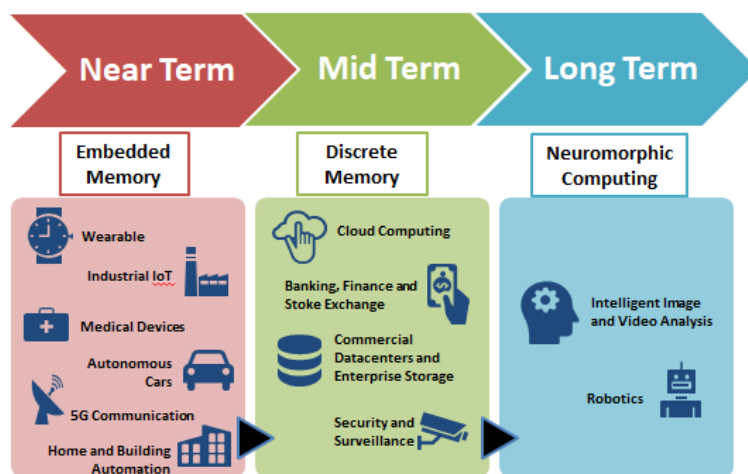 Near Term
Mid Term
Long Term
Embedded
Memory
Discrete
Memory
Neuromorphic
Computing
Wearable
Industrial IoT
Medical Devices
Autonomous
Cars
5G Communication
Home and Building
Automation
Cloud Computing
Banking, Finance and
Stoke Exchange
Commercial
Datacenters and
Enterprise Storage
Security and
Surveillance
Intelligent Image
and Video Analysis
Robotics